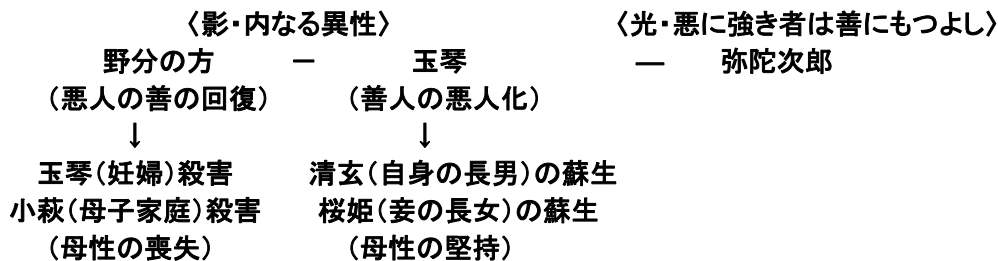 〈影・内なる異性〉 〈光・悪に強き者は善にもつよし〉
野分の方 － 玉琴 ― 弥陀次郎
（悪人の善の回復） （善人の悪人化）
↓ ↓
玉琴（妊婦）殺害 清玄（自身の長男）の蘇生
小萩（母子家庭）殺害 桜姫（妾の長女）の蘇生
（母性の喪失） （母性の堅持）